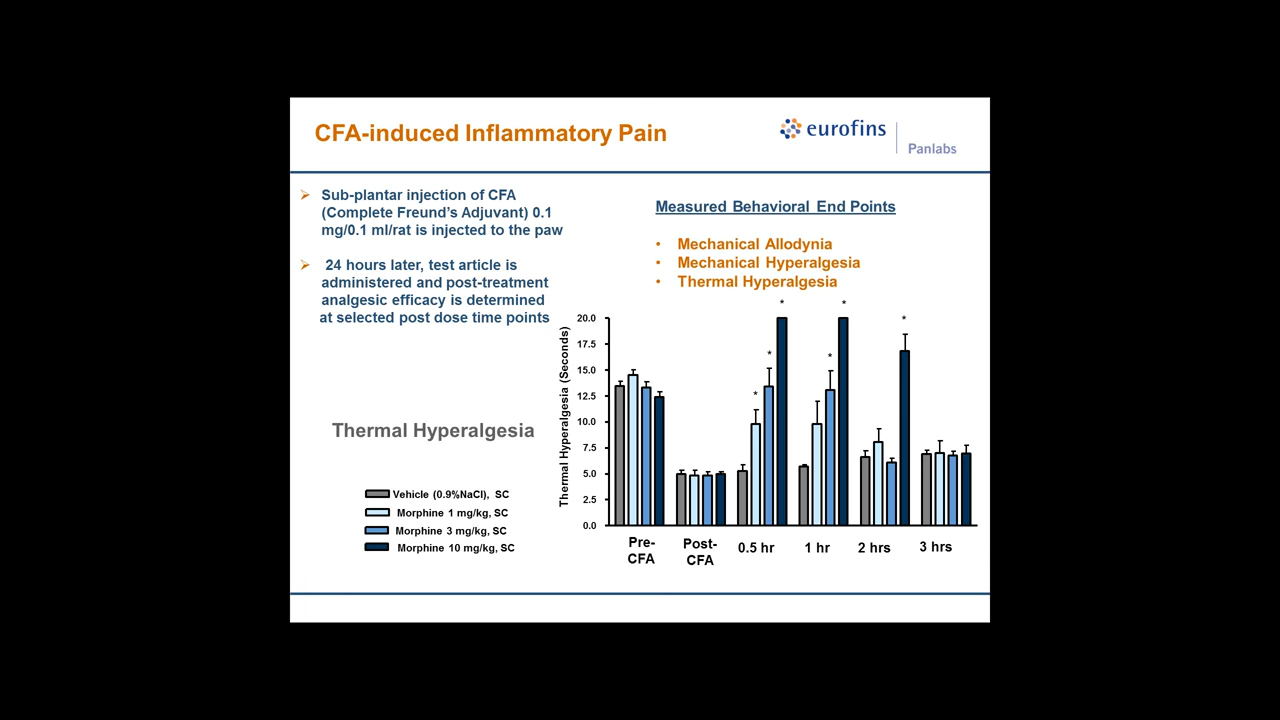 CFA-induced Inflammatory Pain
eurofins
Panlabs
➢ Sub-plantar injection of CFA
(Complete Freund's Adjuvant) 0.1
mg/0.1 ml/rat is injected to the paw
➢ 24 hours later, test article is
administered and post-treatment
analgesic efficacy is determined
at selected post dose time points
Measured Behavioral End Points
• Mechanical Allodynia
• Mechanical Hyperalgesia
• Thermal Hyperalgesia
Thermal Hyperalgesia
Vehicle (0.9%NaCl), SC
Morphine 1 mg/kg, SC
Morphine 3 mg/kg, SC
Morphine 10 mg/kg, SC
Thermal Hyperalgesia (Seconds)
20.0
17.5
15.0
12.5
10.0
7.5
5.0
2.5
0.0
* * * * * * *
Pre-
CFA
Post-
CFA
0.5 hr
1 hr
2 hrs
3 hrs